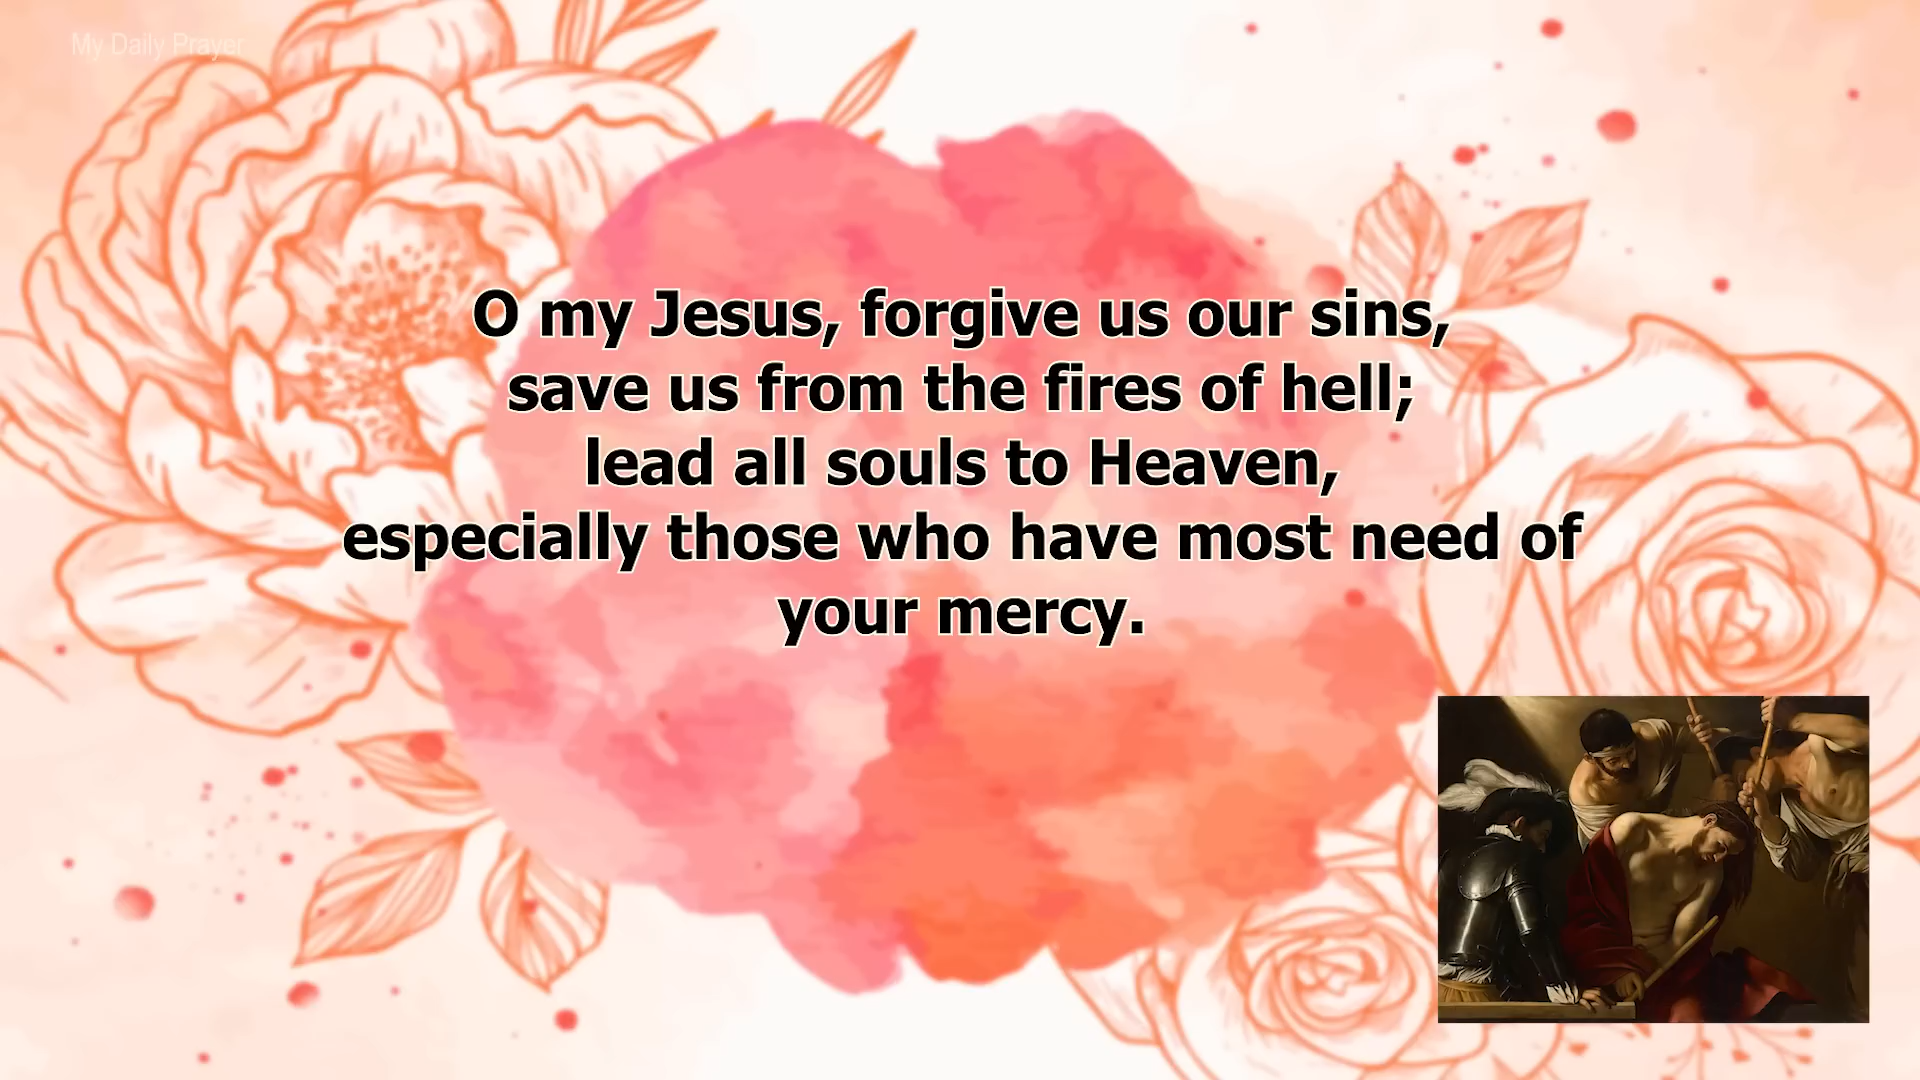 My Daily Prayer
O my Jesus, forgive us our sins,
save us from the fires of hell;
lead all souls to Heaven,
especially those who have most need of
your mercy.